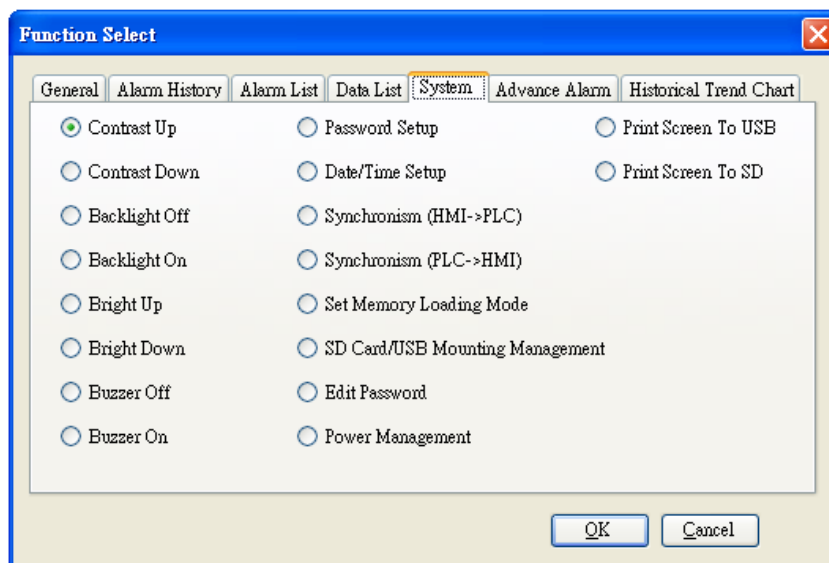 Function Select
General Alarm History Alarm List Data List System Advance Alarm Historical Trend Chart
Contrast Up Password Setup Print Screen To USB
Contrast Down Date/Time Setup Print Screen To SD
Backlight Off Synchronism (HMI->PLC)
Backlight On Synchronism (PLC->HMI)
Bright Up Set Memory Loading Mode
Bright Down SD Card/USB Mounting Management
Buzzer Off Edit Password
Buzzer On Power Management
OK Cancel